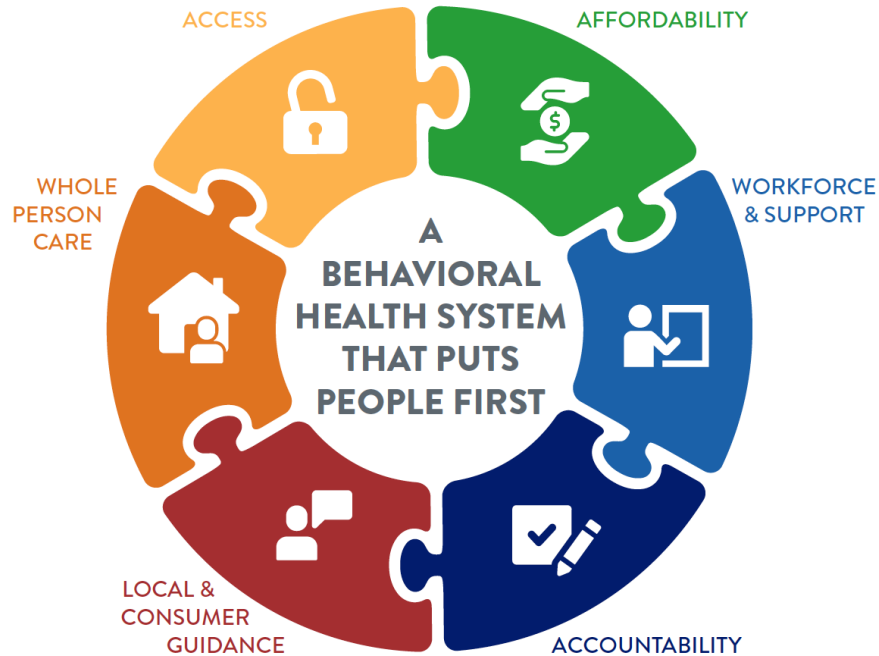 ACCESS
AFFORDABILITY
WORKFORCE
& SUPPORT
ACCOUNTABILITY
LOCAL &
CONSUMER
GUIDANCE
WHOLE
PERSON
CARE
A
BEHAVIORAL
HEALTH SYSTEM
THAT PUTS
PEOPLE FIRST
$